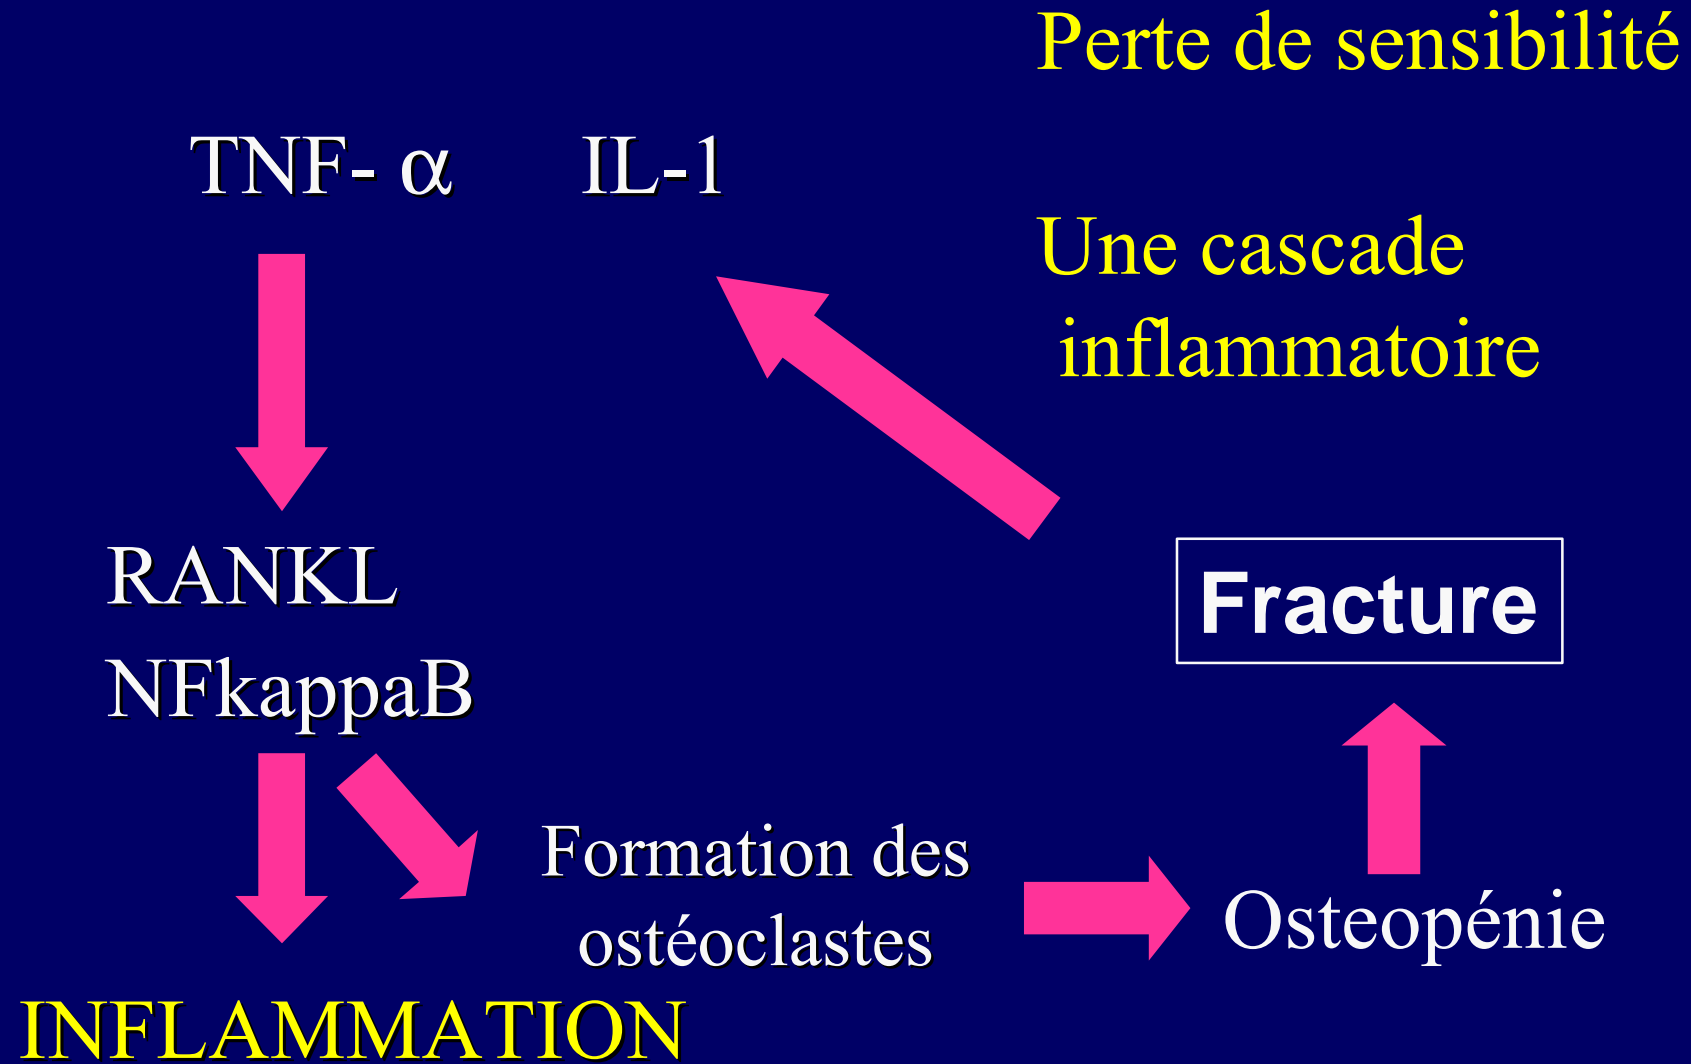 Perte de sensibilité
TNF- α IL-1
Une cascade
inflammatoire
RANKL
NFkappaB
Fracture
Formation des
ostéoclastes
Osteopénie
INFLAMMATION